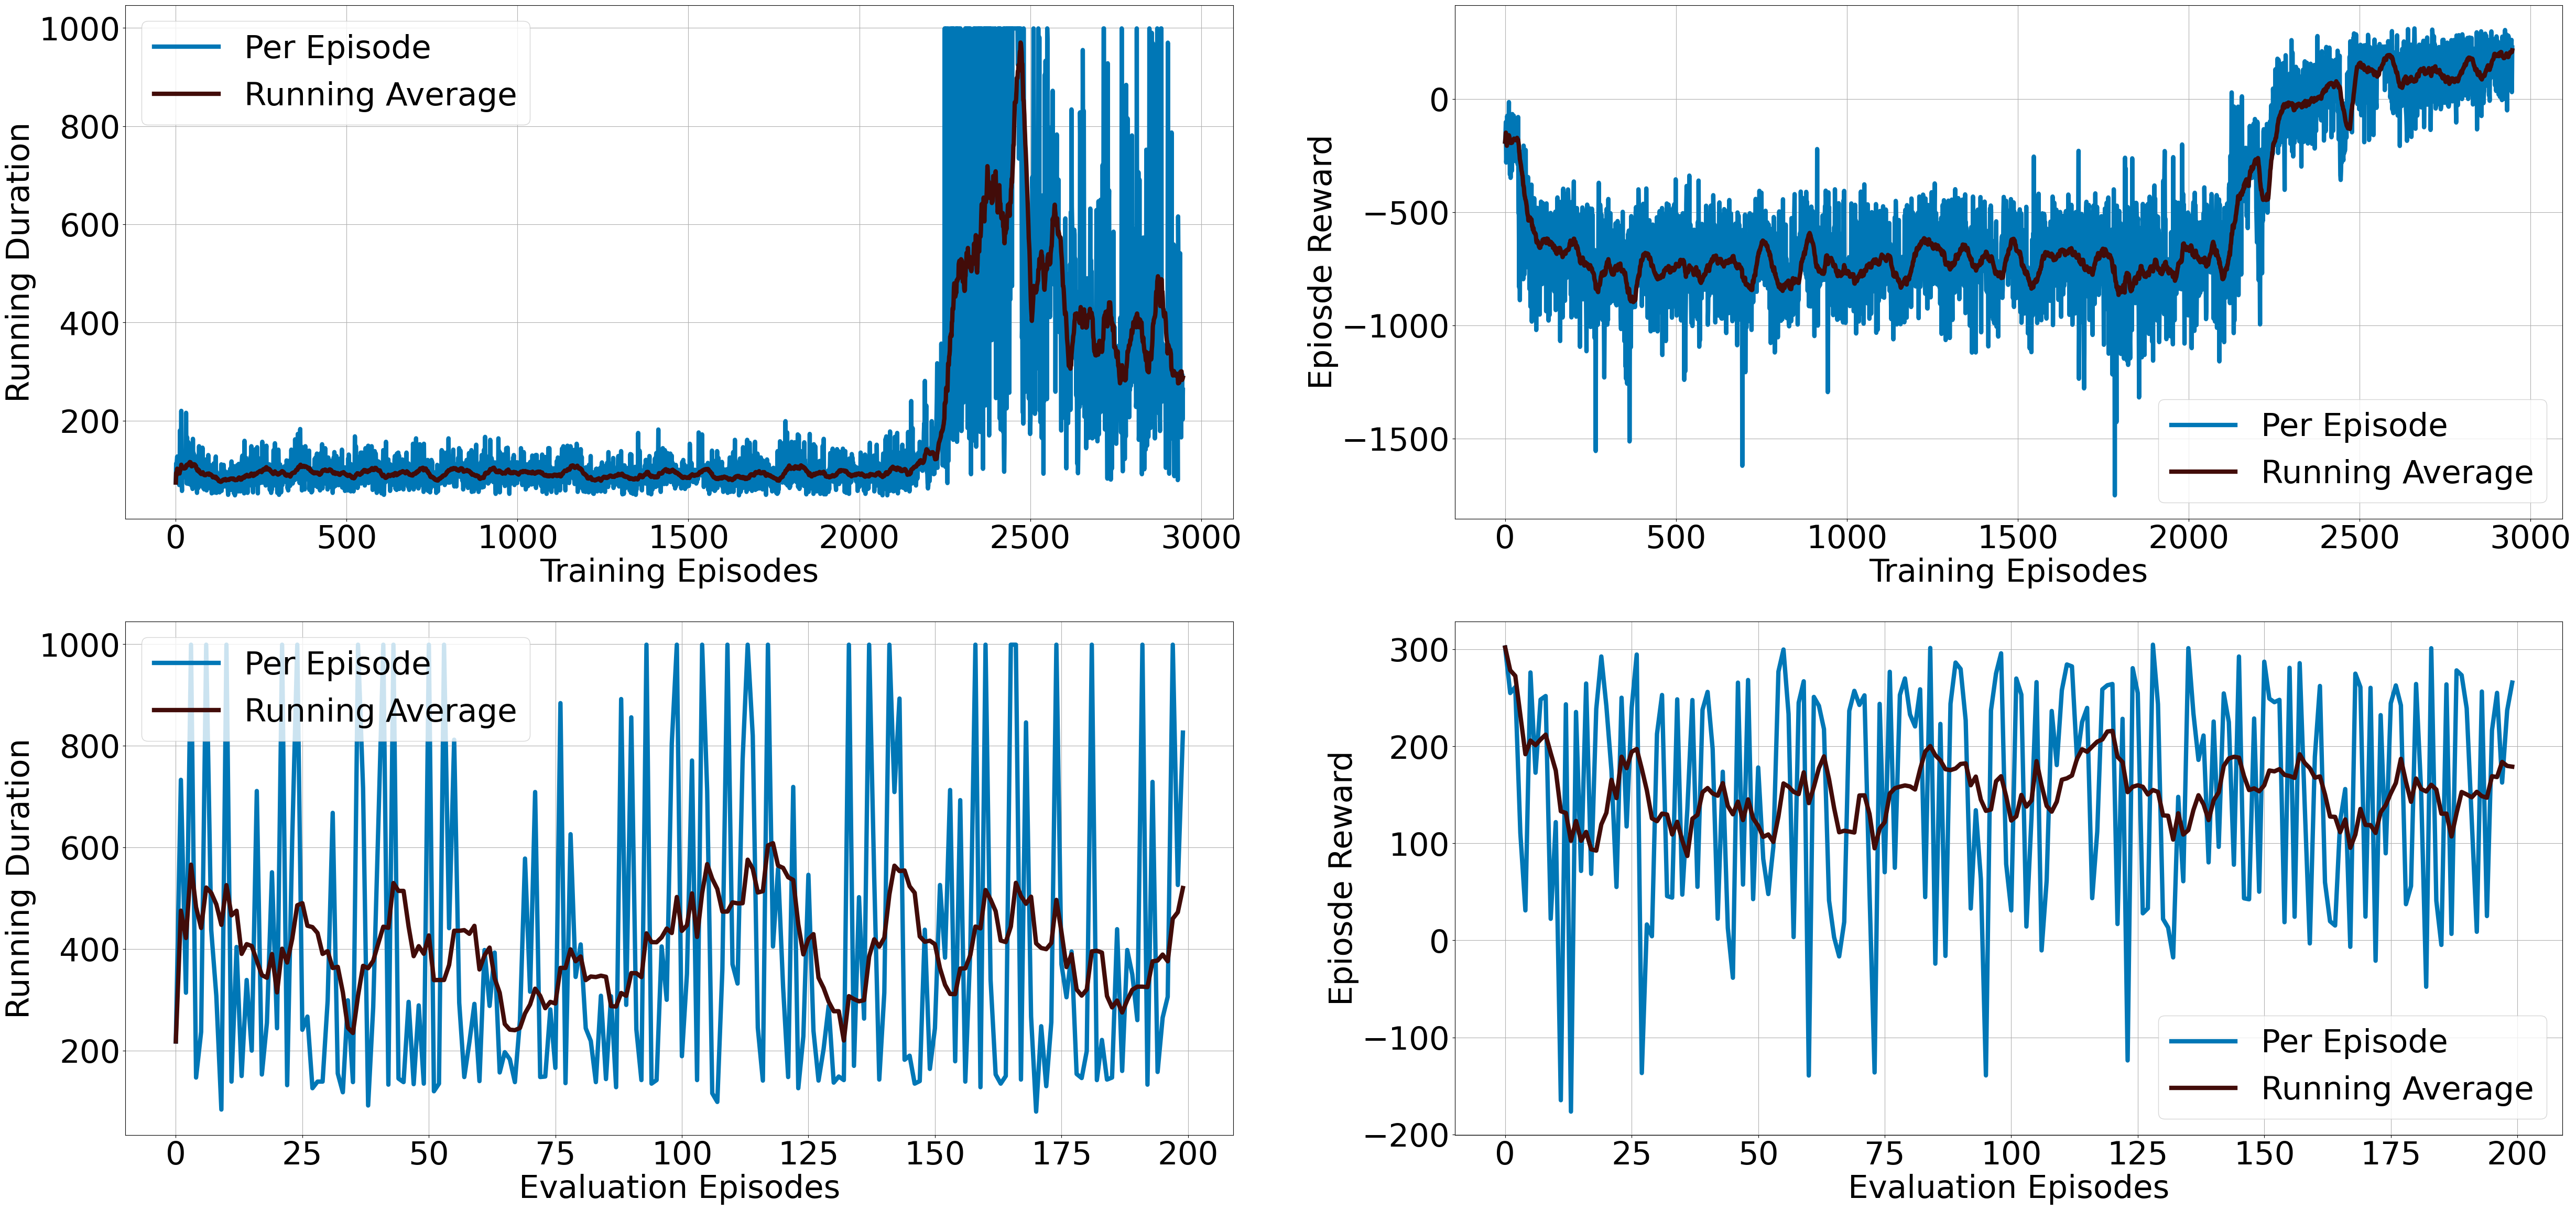 1000
800
600
400
200
Running Duration
Per Episode
Running Average
0 500 1000 1500 2000 2500 3000
Training Episodes
0
−500
−1000
−1500
Epiosde Reward
Per Episode
Running Average
0 500 1000 1500 2000 2500 3000
Training Episodes
1000
800
600
400
200
Running Duration
Per Episode
Running Average
0 25 50 75 100 125 150 175 200
Evaluation Episodes
300
200
100
0
−100
−200
Epiosde Reward
Per Episode
Running Average
0 25 50 75 100 125 150 175 200
Evaluation Episodes